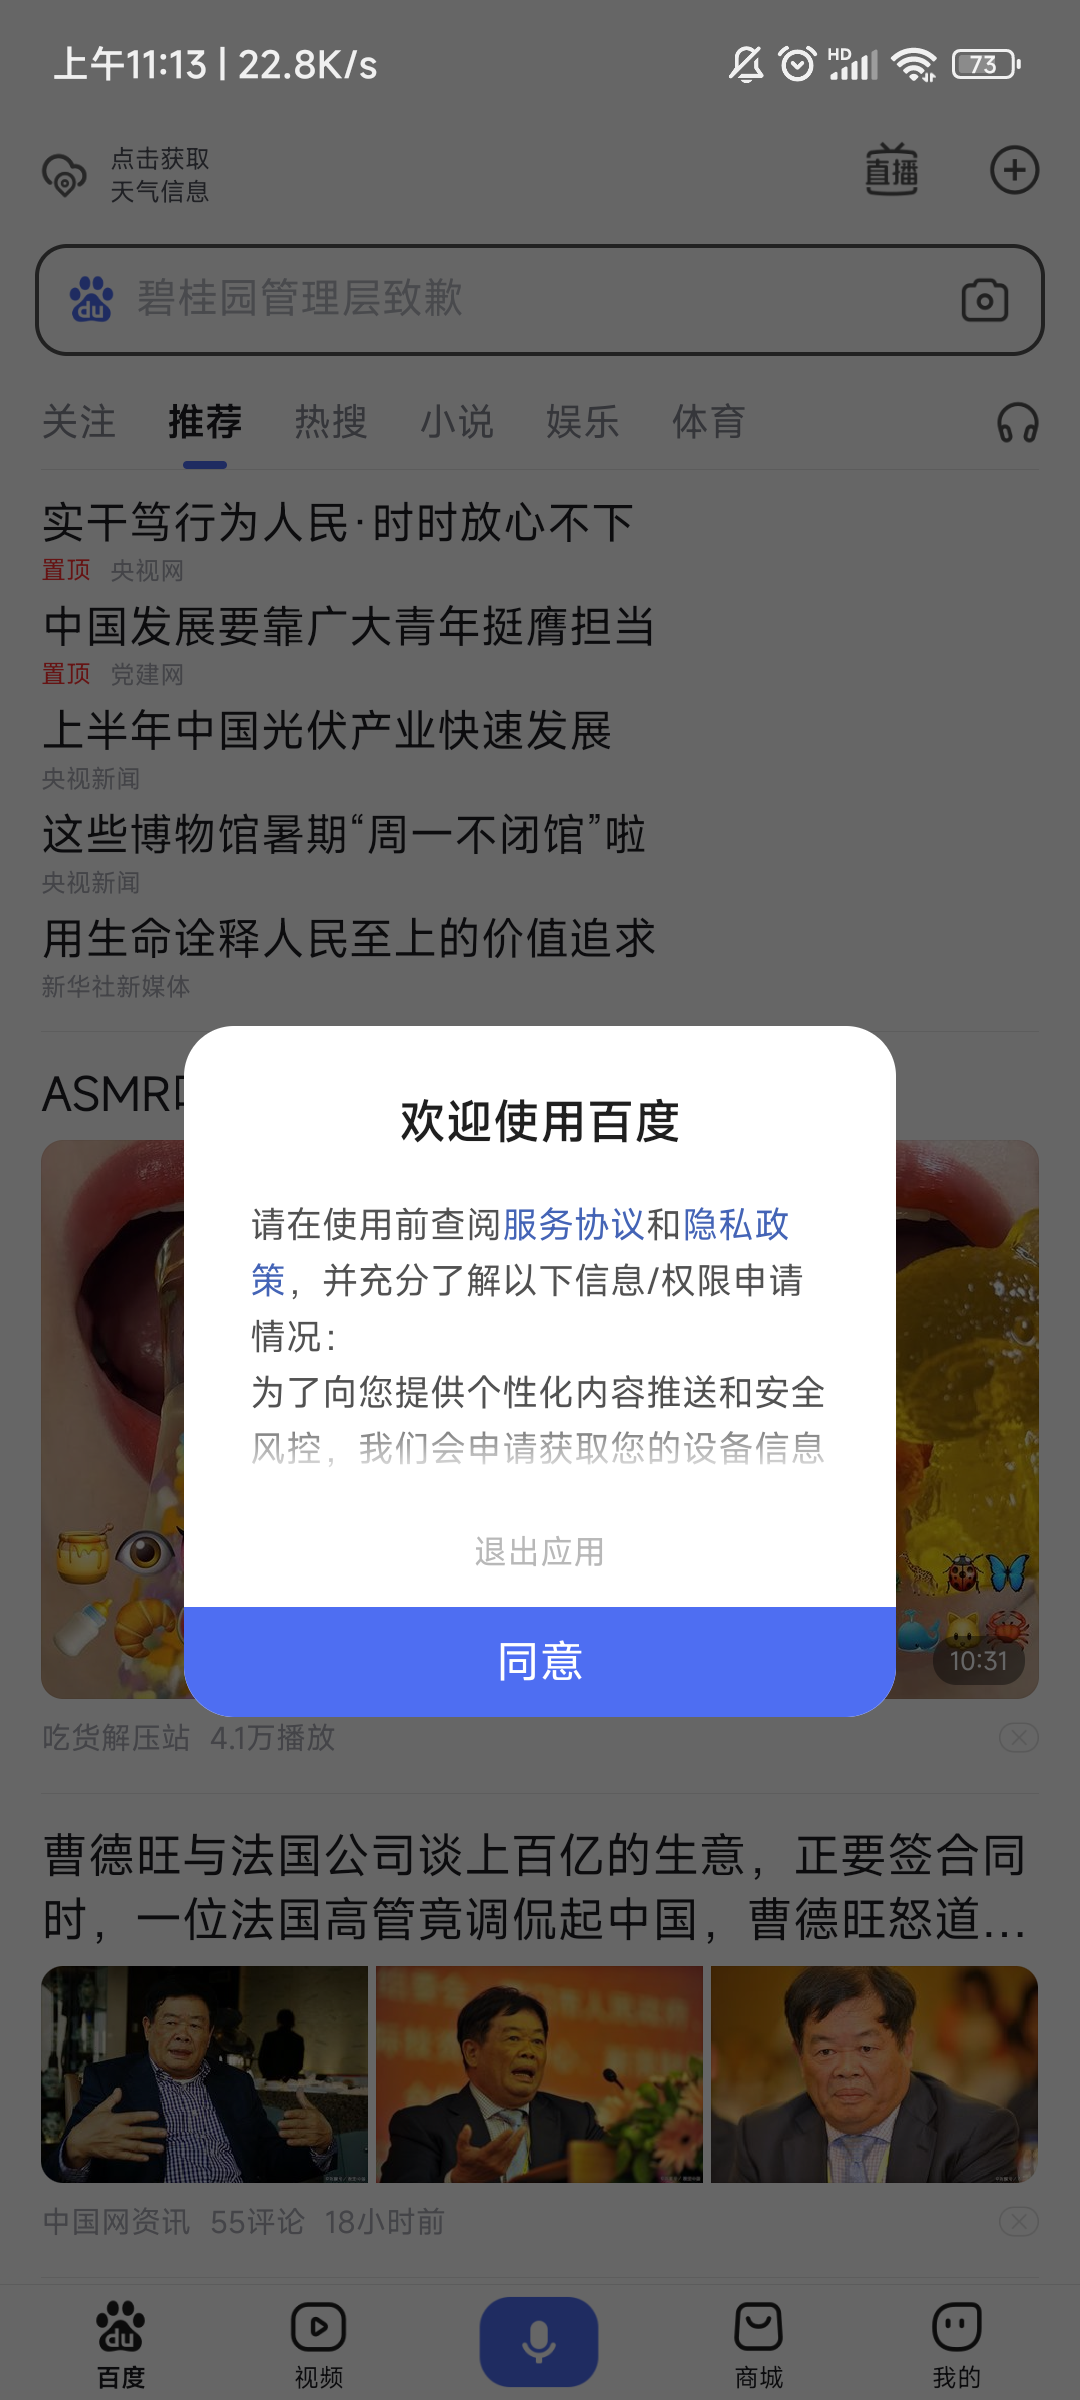 上午11:13 | 22.8K/s
HD
73
点击获取
天气信息
直播
du 碧桂园管理层致歉
关注 推荐 热搜 小说 娱乐 体育
实干笃行为人民·时时放心不下
置顶 央视网
中国发展要靠广大青年挺膺担当
置顶 党建网
上半年中国光伏产业快速发展
央视新闻
这些博物馆暑期“周一不闭馆”啦
央视新闻
用生命诠释人民至上的价值追求
新华社新媒体
ASMR
欢迎使用百度
请在使用前查阅服务协议和隐私政
策，并充分了解以下信息/权限申请
情况：
为了向您提供个性化内容推送和安全
风控，我们会申请获取您的设备信息
退出应用
同意
10:31
吃货解压站 4.1万播放
曹德旺与法国公司谈上百亿的生意，正要签合同
时，一位法国高管竟调侃起中国，曹德旺怒道...
中国网资讯 55评论 18小时前
du
百度 视频 商城 我的